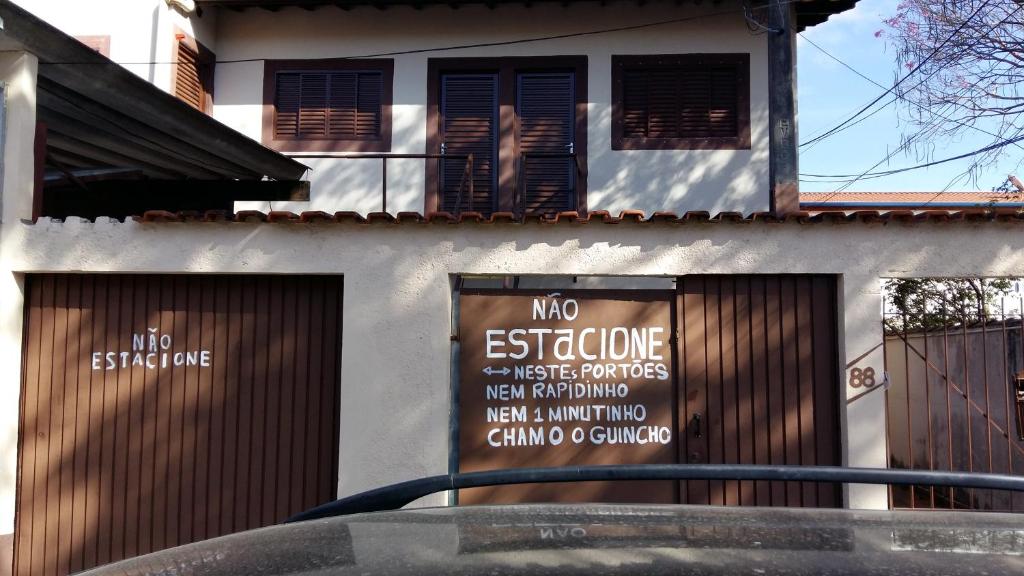 NÃO
ESTACIONE
NÃO
ESTaCIONE
↔ NESTEs PORTÕES
NEM RAPIDINHO
NEM 1 MINUTINHO
CHAMO O GUINCHO
88